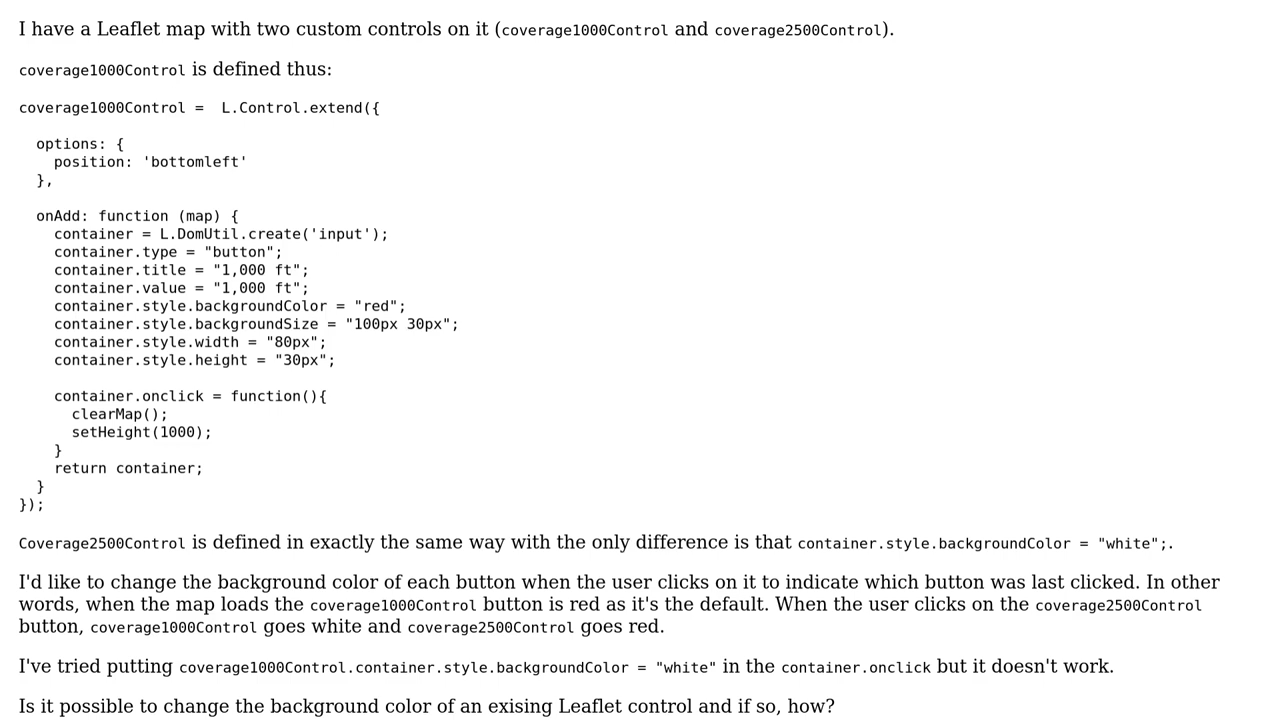 I have a Leaflet map with two custom controls on it (coverage1000Control and coverage2500Control).
coverage1000Control is defined thus:
coverage1000Control =  L.Control.extend({
  options: {
    position: 'bottomleft'
  },
  onAdd: function (map) {
    container = L.DomUtil.create('input');
    container.type = "button";
    container.title = "1,000 ft";
    container.value = "1,000 ft";
    container.style.backgroundColor = "red";
    container.style.backgroundSize = "100px 30px";
    container.style.width = "80px";
    container.style.height = "30px";
    container.onclick = function(){
      clearMap();
      setHeight(1000);
    }
    return container;
  }
});
Coverage2500Control is defined in exactly the same way with the only difference is that container.style.backgroundColor = "white";.
I'd like to change the background color of each button when the user clicks on it to indicate which button was last clicked. In other
words, when the map loads the coverage1000Control button is red as it's the default. When the user clicks on the coverage2500Control
button, coverage1000Control goes white and coverage2500Control goes red.
I've tried putting coverage1000Control.container.style.backgroundColor = "white" in the container.onclick but it doesn't work.
Is it possible to change the background color of an exising Leaflet control and if so, how?